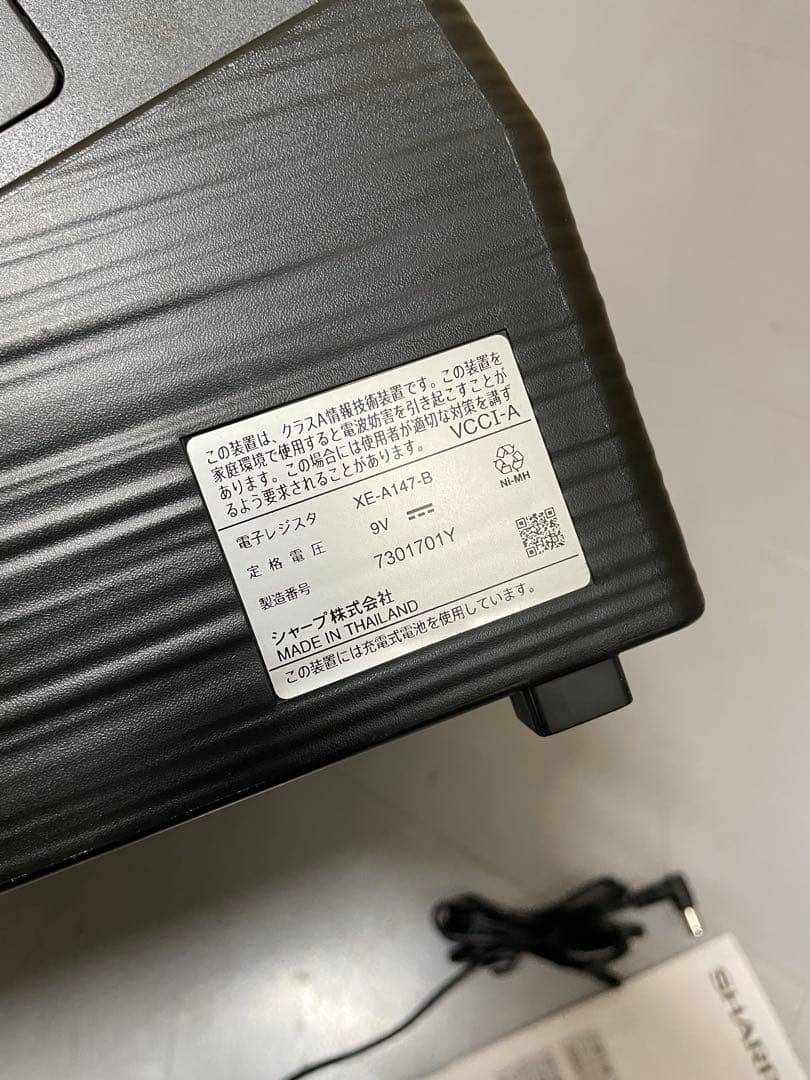 この装置は、クラスA情報技術装置です。この装置を
家庭環境で使用すると電波妨害を引き起こすことが
あります。この場合には使用者が適切な対策を講ず
るよう要求されることがあります。 VCCI-A
電子レジスタ XE-A147-B
Ni-MH
定格電圧 9V
製造番号 7301701Y
シャープ株式会社
MADE IN THAILAND
この装置には充電式電池を使用しています。
SHARP